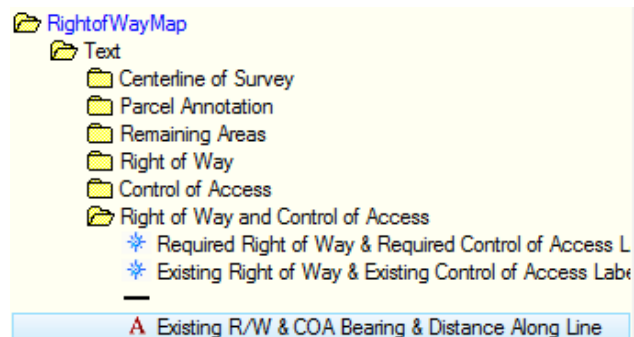 RightofWayMap
Text
Centerline of Survey
Parcel Annotation
Remaining Areas
Right of Way
Control of Access
Right of Way and Control of Access
Required Right of Way & Required Control of Access L
Existing Right of Way & Existing Control of Access Labe
A Existing R/W & COA Bearing & Distance Along Line